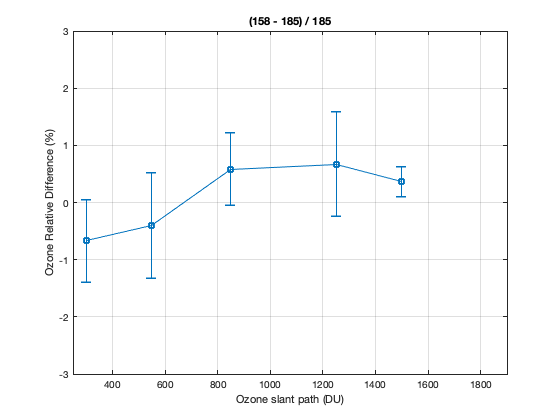 (158 - 185) / 185
3
2
1
0
-1
-2
-3
Ozone Relative Difference (%)
400 600 800 1000 1200 1400 1600 1800
Ozone slant path (DU)